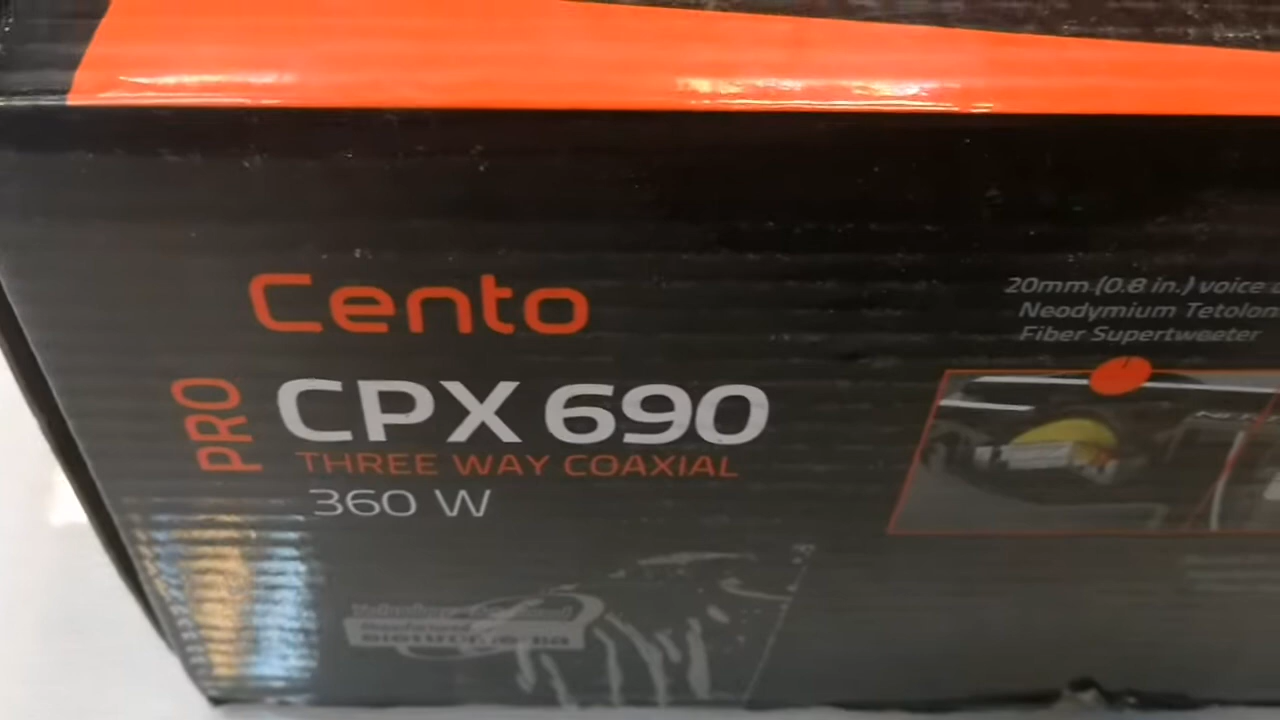 Cento
PRO
CPX 690
THREE WAY COAXIAL
360 W
20mm (0.8 in.) voice
Neodymium Tetolon
Fiber Supertweeter